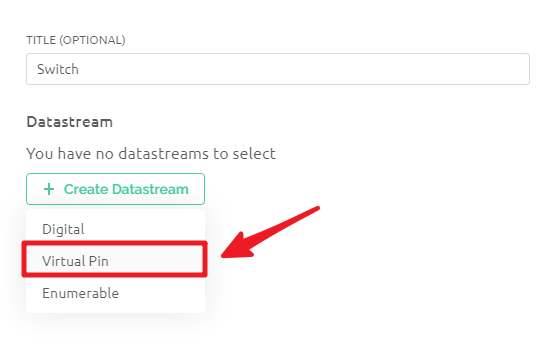 TITLE (OPTIONAL)
Switch
Datastream
You have no datastreams to select
+ Create Datastream
Digital
Virtual Pin
Enumerable